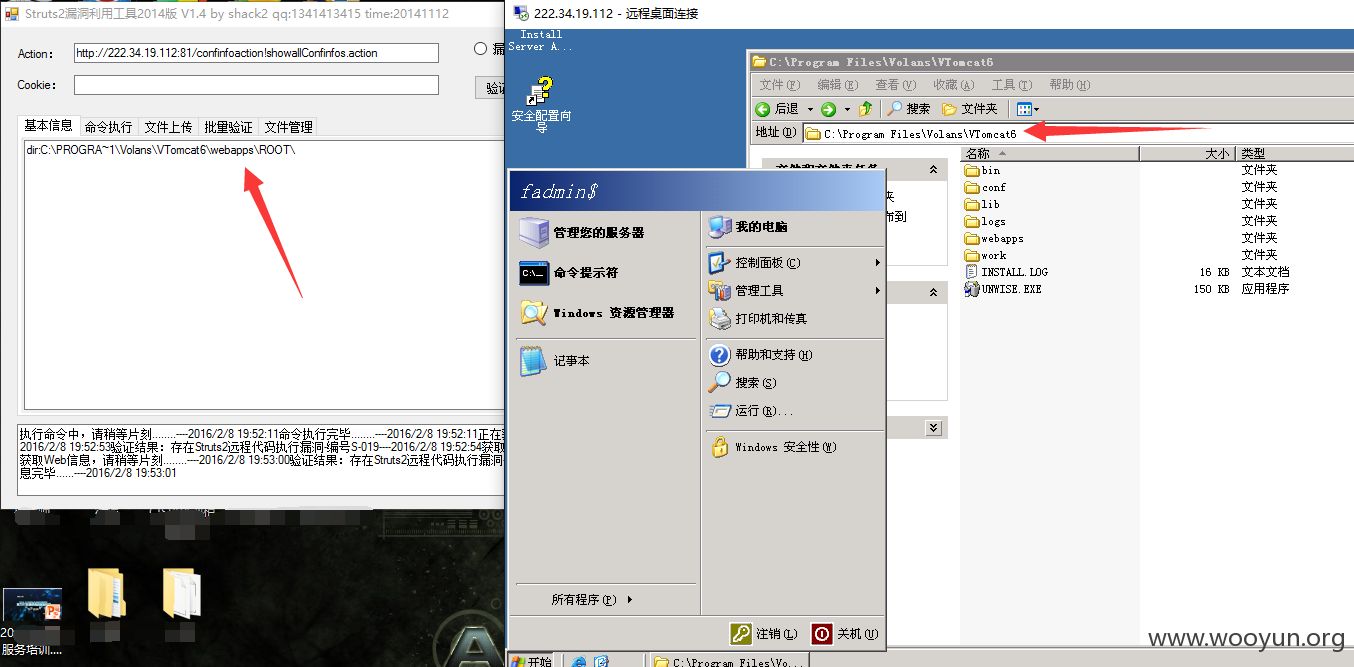 Struts2漏洞利用工具2014版 V1.4 by shack2 qq:1341413415 time:20141112
Action:
http://222.34.19.112:81/confinfoaction!showallConfinfos.action
Cookie:
基本信息 命令执行 文件上传 批量验证 文件管理
dir:C:\PROGRA~1\Volans\VTomcat6\webapps\ROOT\
执行命令中，请稍等片刻........----2016/2/8 19:52:11命令执行完毕........----2016/2/8 19:52:11正在
2016/2/8 19:52:53验证结果：存在Struts2远程代码执行漏洞-编号S-019----2016/2/8 19:52:54获取
获取Web信息，请稍等片刻........----2016/2/8 19:53:00验证结果：存在Struts2远程代码执行漏洞
息完毕......----2016/2/8 19:53:01
服务培训....
222.34.19.112 - 远程桌面连接
Install
Server A...
安全配置向
导
C:\Program Files\Volans\VTomcat6
文件(F) 编辑(E) 查看(V) 收藏(A) 工具(T) 帮助(H)
后退 搜索 文件夹
地址(D) C:\Program Files\Volans\VTomcat6
名称 大小 类型
bin 文件夹
conf 文件夹
lib 文件夹
logs 文件夹
webapps 文件夹
work 文件夹
INSTALL.LOG 16 KB 文本文档
UNWISE.EXE 150 KB 应用程序
fadmin$
管理您的服务器
命令提示符
Windows 资源管理器
记事本
所有程序(P)
我的电脑
控制面板(C)
管理工具
打印机和传真
帮助和支持(H)
搜索(S)
运行(R)...
Windows 安全性(W)
注销(L) 关机(U)
开始
C:\Program Files\Vo...
www.wooyun.org